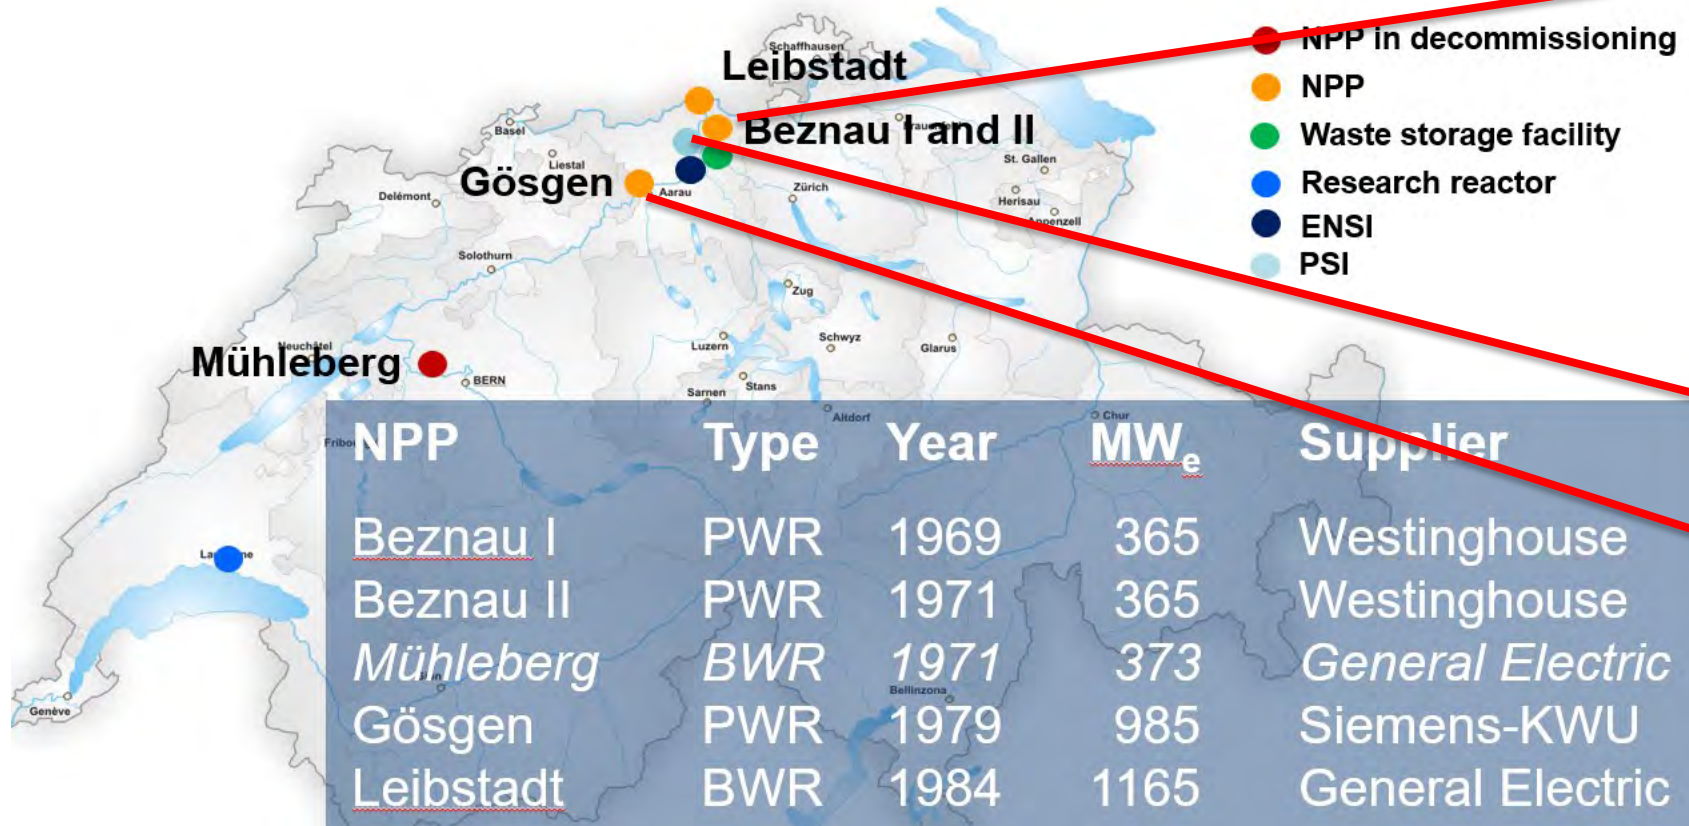 Schaffhausen
Leibstadt
Basel
Beznau I and II
Frauenfeld
Liestal
St. Gallen
Gösgen
Aarau
Zürich
Delémont
Herisau
Appenzell
Solothurn
Zug
Neuchâtel
Mühleberg
BERN
Luzern
Schwyz
Glarus
Sarnen
Stans
Altdorf
Chur
Bellinzona
Genève
NPP in decommissioning
NPP
Waste storage facility
Research reactor
ENSI
PSI
NPP Type Year MWe Supplier
Beznau I PWR 1969 365 Westinghouse
Beznau II PWR 1971 365 Westinghouse
Mühleberg BWR 1971 373 General Electric
Gösgen PWR 1979 985 Siemens-KWU
Leibstadt BWR 1984 1165 General Electric